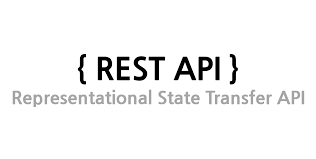 { REST API }
Representational State Transfer API